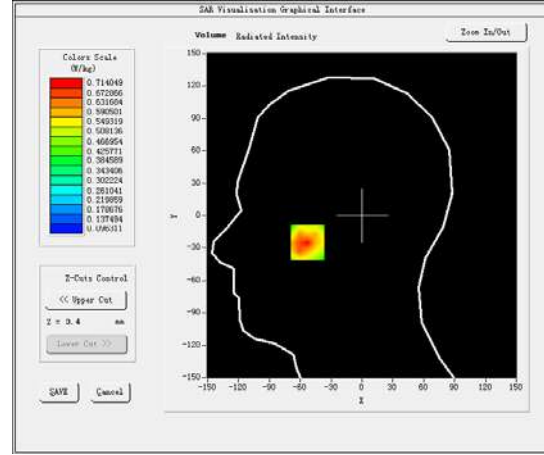 SAR Visualisation Graphical Interface
Volume Radiated Intensity
Zoom In/Out
Colors Scale
(W/kg)
0.714049
0.672866
0.631684
0.590501
0.549319
0.508136
0.466954
0.425771
0.384589
0.343406
0.302224
0.261041
0.219859
0.178676
0.137494
0.096311
Z-Cuts Control
<< Upper Cut
Z = 3.4 mm
Lower Cut >>
SAVE Cancel
150
120
90
60
30
0
-30
-60
-90
-120
-150
Y
-150 -120 -90 -60 -30 0 30 60 90 120 150
X